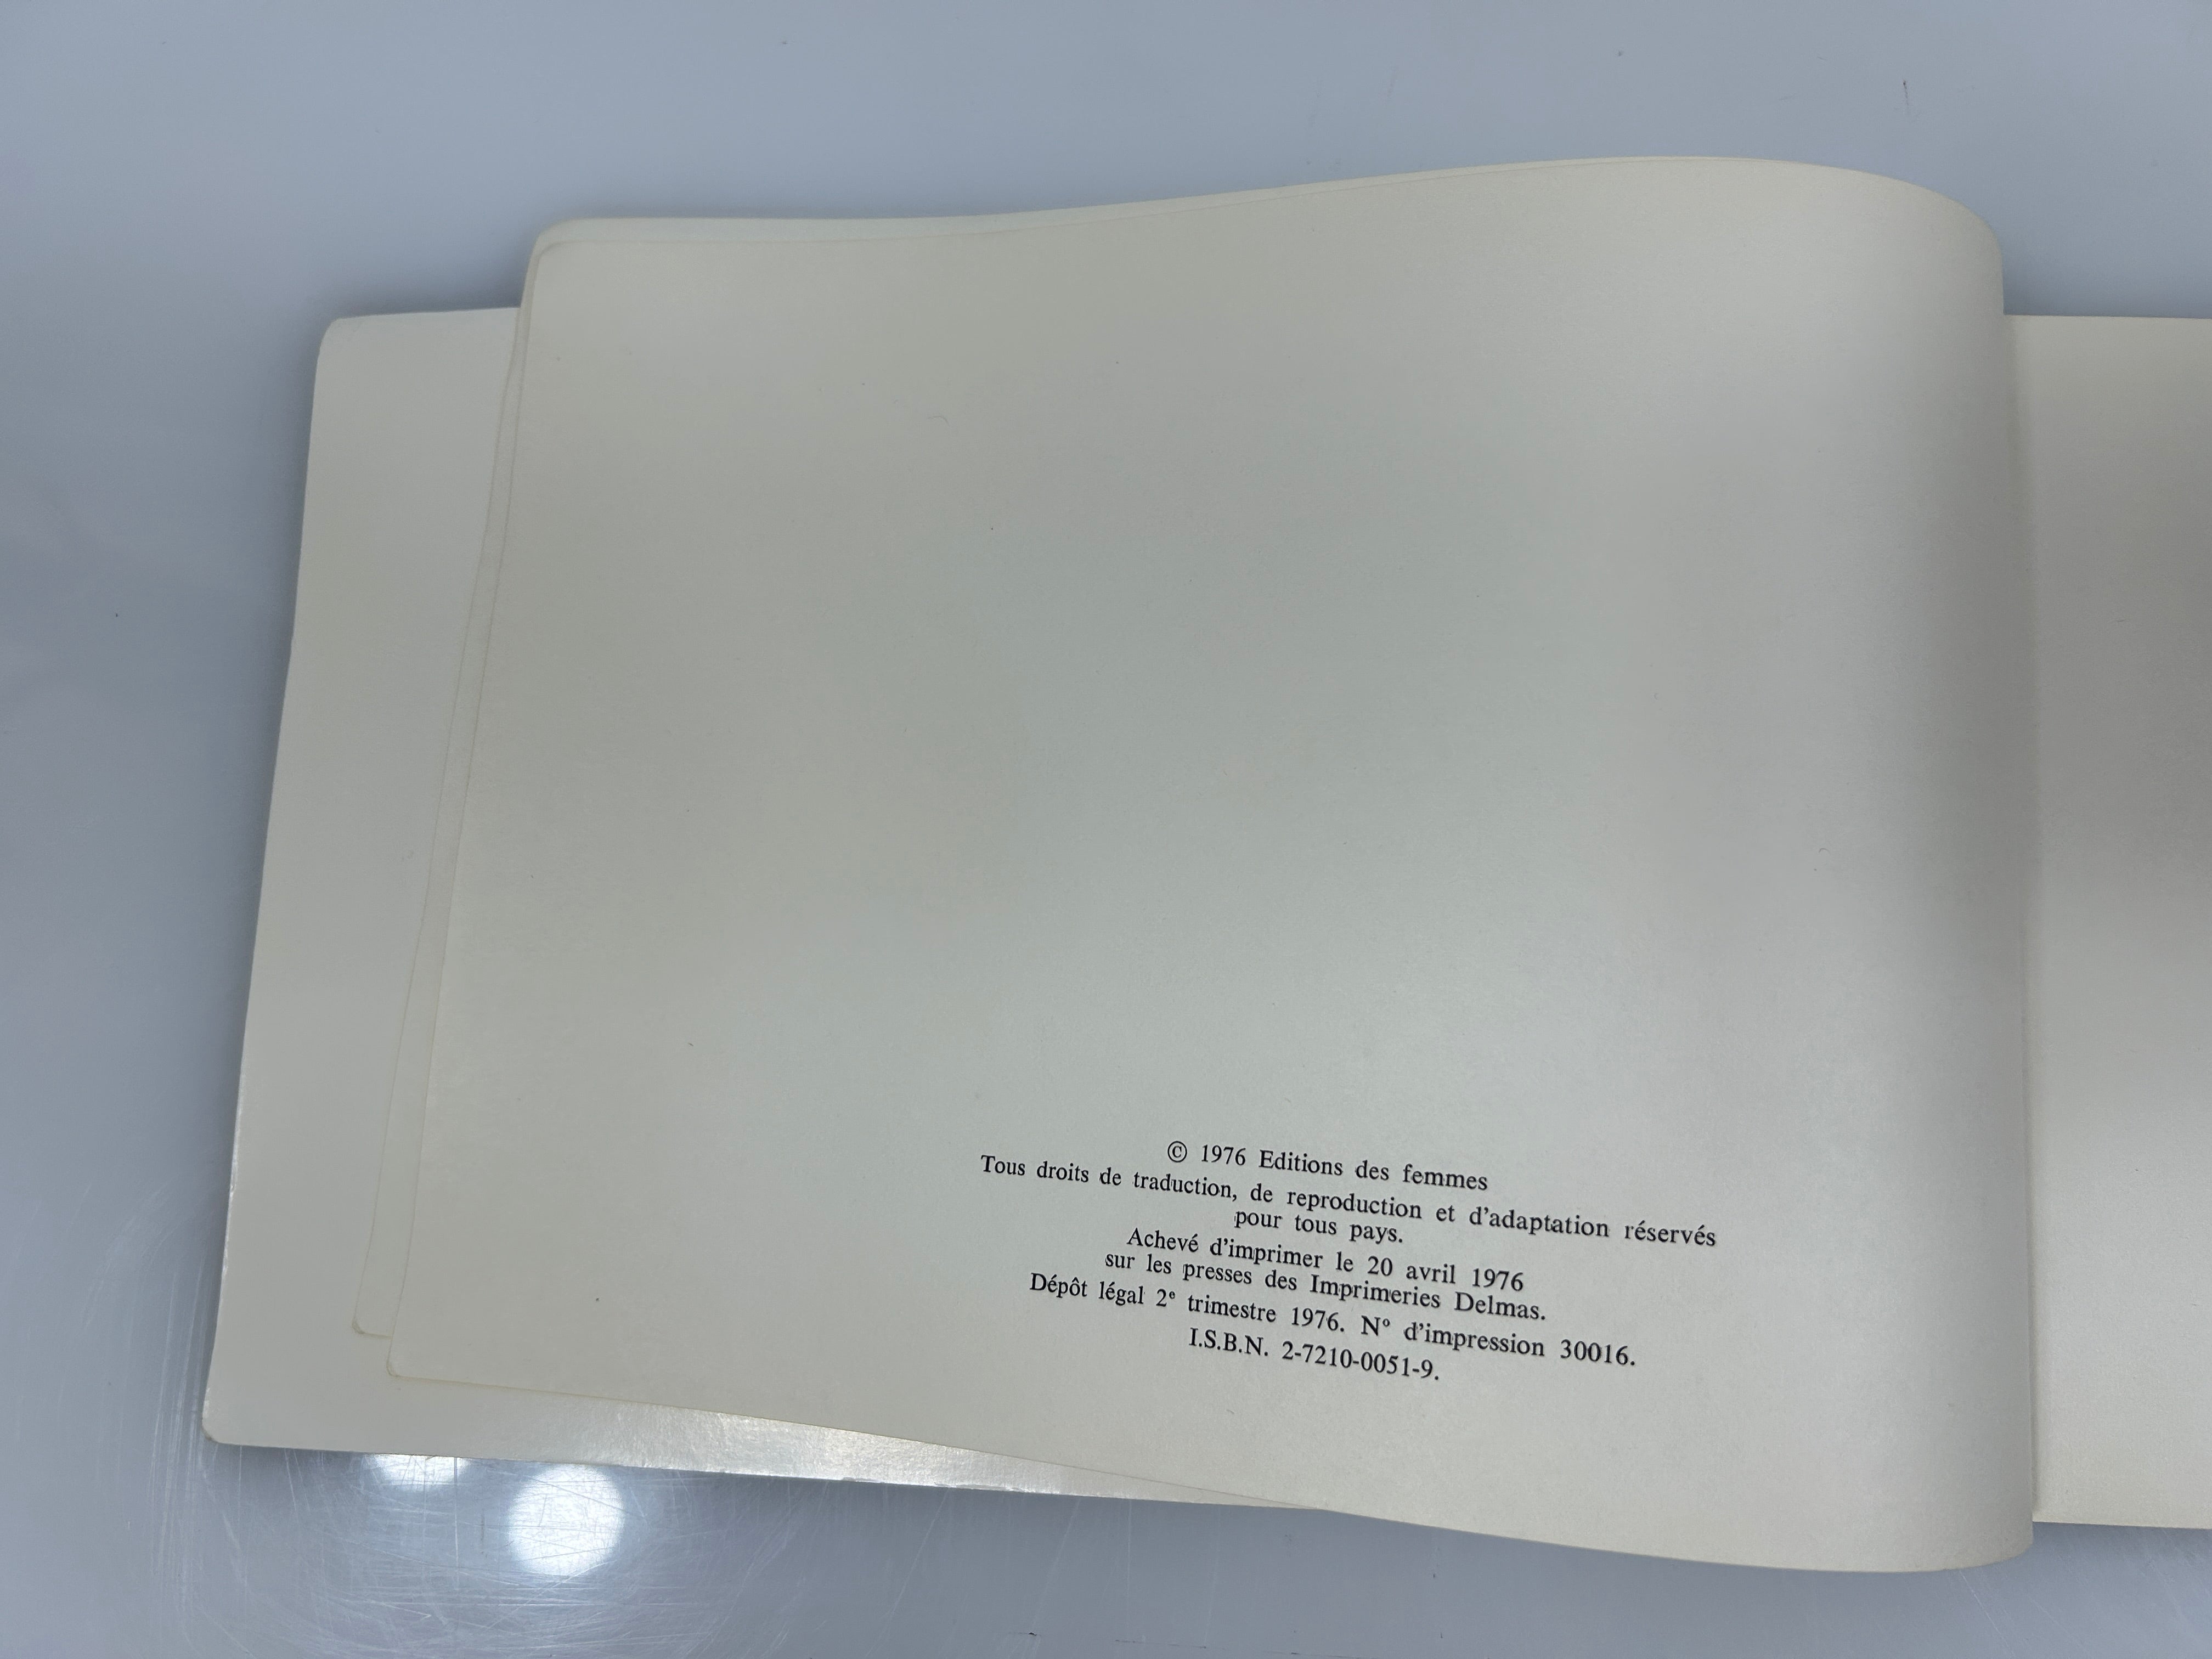 © 1976 Editions des femmes
Tous droits de traduction, de reproduction et d'adaptation réservés
pour tous pays.
Achevé d'imprimer le 20 avril 1976
sur les presses des Imprimeries Delmas.
Dépôt légal 2e trimestre 1976. Nº d'impression 30016.
I.S.B.N. 2-7210-0051-9.